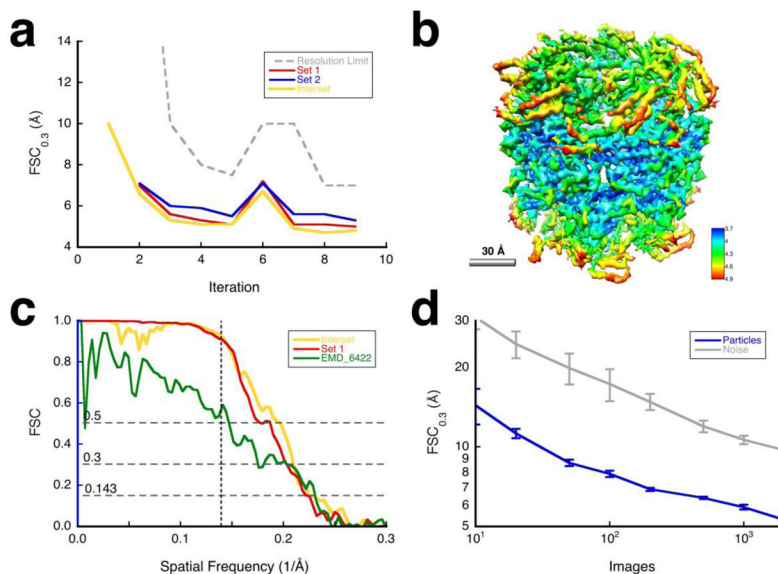 a
14
12
10
8
6
4
0
2
4
6
8
10
FSC0.3 (Å)
Iteration
Resolution Limit
Set 1
Set 2
Interset
b
30 Å
3.7
4
4.3
4.6
4.9
c
1.0
0.8
0.6
0.4
0.2
0.0
0.5
0.3
0.143
0.0
0.1
0.2
0.3
FSC
Spatial Frequency (1/Å)
Interset
Set 1
EMD_6422
d
30
20
10
9
8
7
6
5
10^1
10^2
10^3
FSC0.3 (Å)
Images
Particles
Noise